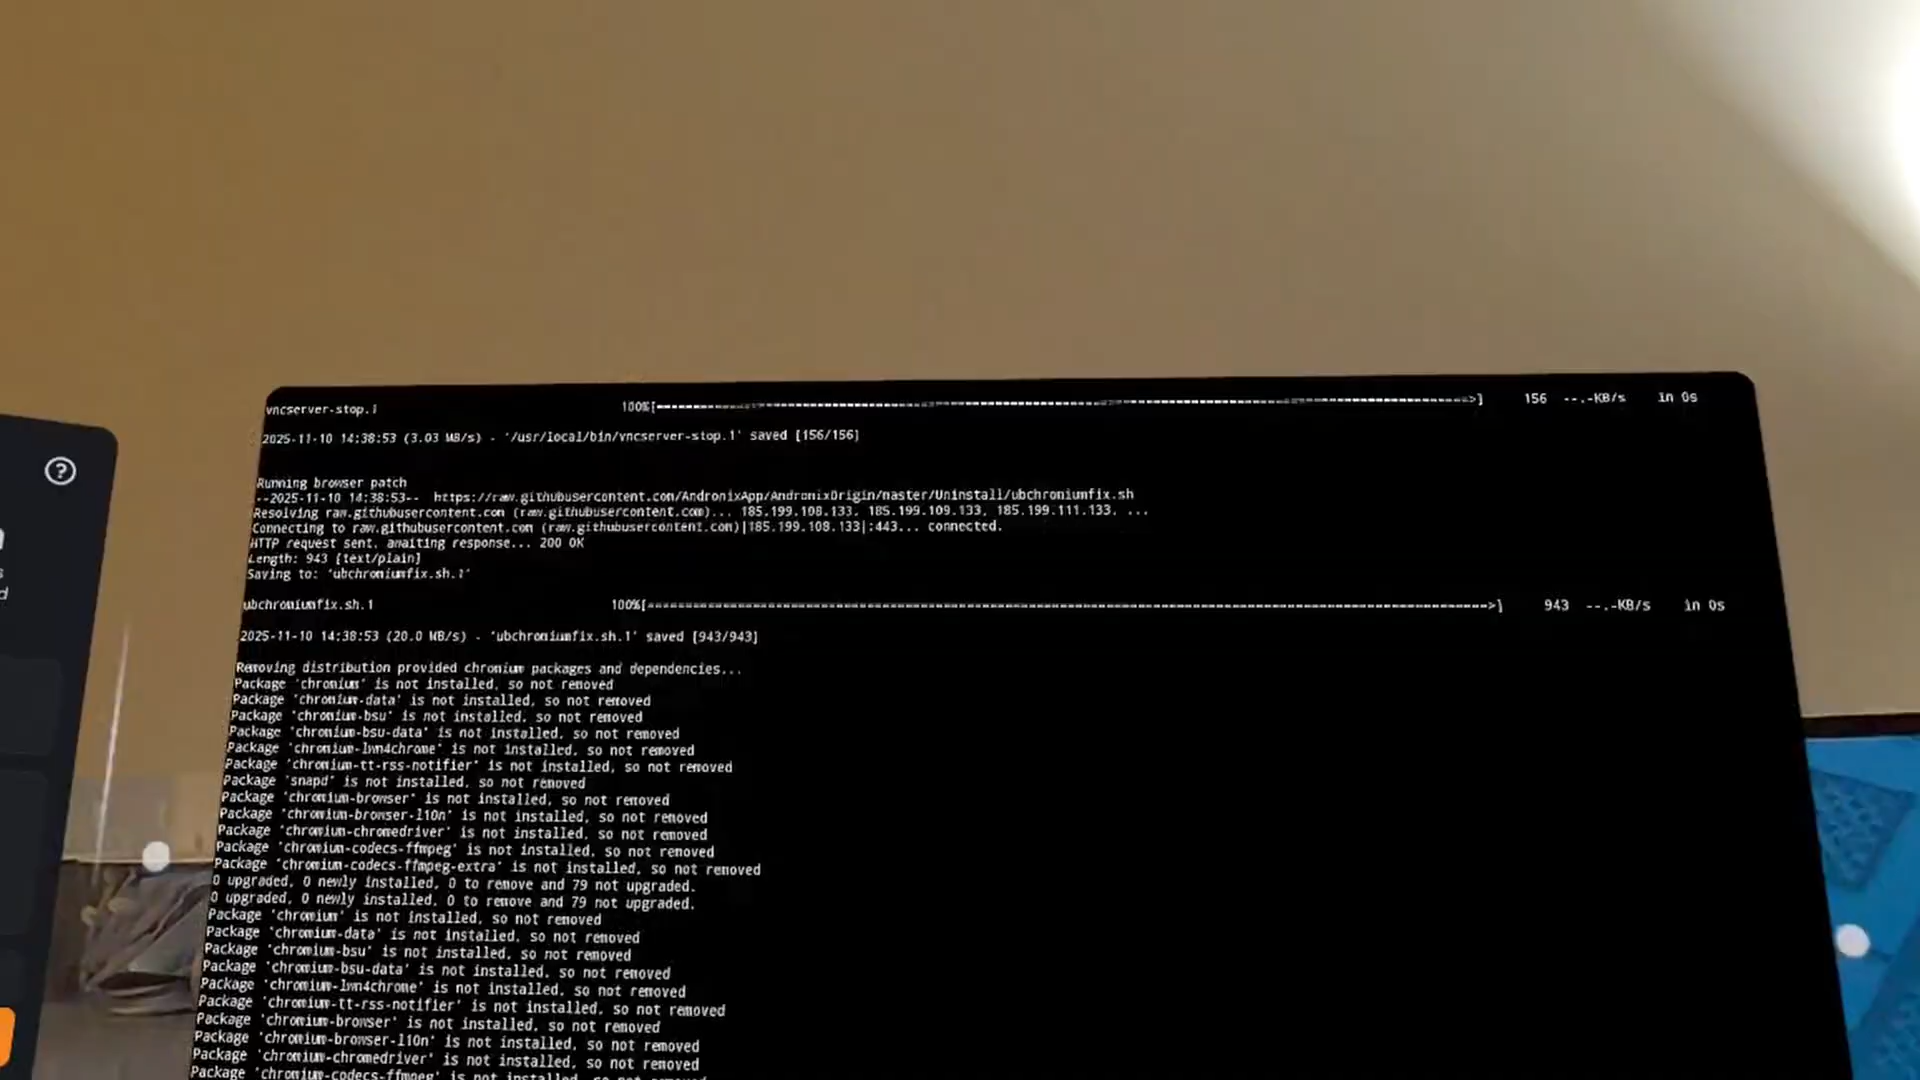 vncserver-stop.1 100%[=================>] 156 --.-KB/s in 0s
2025-11-10 14:38:53 (3.03 MB/s) - '/usr/local/bin/vncserver-stop.1' saved [156/156]
Running browser patch
--2025-11-10 14:38:53-- https://raw.githubusercontent.com/AndronixApp/AndronixOrigin/master/Uninstall/ubchromiumfix.sh
Resolving raw.githubusercontent.com (raw.githubusercontent.com)... 185.199.108.133, 185.199.109.133, 185.199.111.133, ...
Connecting to raw.githubusercontent.com (raw.githubusercontent.com)|185.199.108.133|:443... connected.
HTTP request sent, awaiting response... 200 OK
Length: 943 [text/plain]
Saving to: 'ubchromiumfix.sh.1'
ubchromiumfix.sh.1 100%[=================>] 943 --.-KB/s in 0s
2025-11-10 14:38:53 (20.0 MB/s) - 'ubchromiumfix.sh.1' saved [943/943]
Removing distribution provided chromium packages and dependencies...
Package 'chromium' is not installed, so not removed
Package 'chromium-data' is not installed, so not removed
Package 'chromium-bsu' is not installed, so not removed
Package 'chromium-bsu-data' is not installed, so not removed
Package 'chromium-lwn4chrome' is not installed, so not removed
Package 'chromium-tt-rss-notifier' is not installed, so not removed
Package 'snapd' is not installed, so not removed
Package 'chromium-browser' is not installed, so not removed
Package 'chromium-browser-l10n' is not installed, so not removed
Package 'chromium-chromedriver' is not installed, so not removed
Package 'chromium-codecs-ffmpeg' is not installed, so not removed
Package 'chromium-codecs-ffmpeg-extra' is not installed, so not removed
0 upgraded, 0 newly installed, 0 to remove and 79 not upgraded.
0 upgraded, 0 newly installed, 0 to remove and 79 not upgraded.
Package 'chromium' is not installed, so not removed
Package 'chromium-data' is not installed, so not removed
Package 'chromium-bsu' is not installed, so not removed
Package 'chromium-bsu-data' is not installed, so not removed
Package 'chromium-lwn4chrome' is not installed, so not removed
Package 'chromium-tt-rss-notifier' is not installed, so not removed
Package 'chromium-browser' is not installed, so not removed
Package 'chromium-browser-l10n' is not installed, so not removed
Package 'chromium-chromedriver' is not installed, so not removed
Package 'chromium-codecs-ffmpeg' is not installed, so not removed